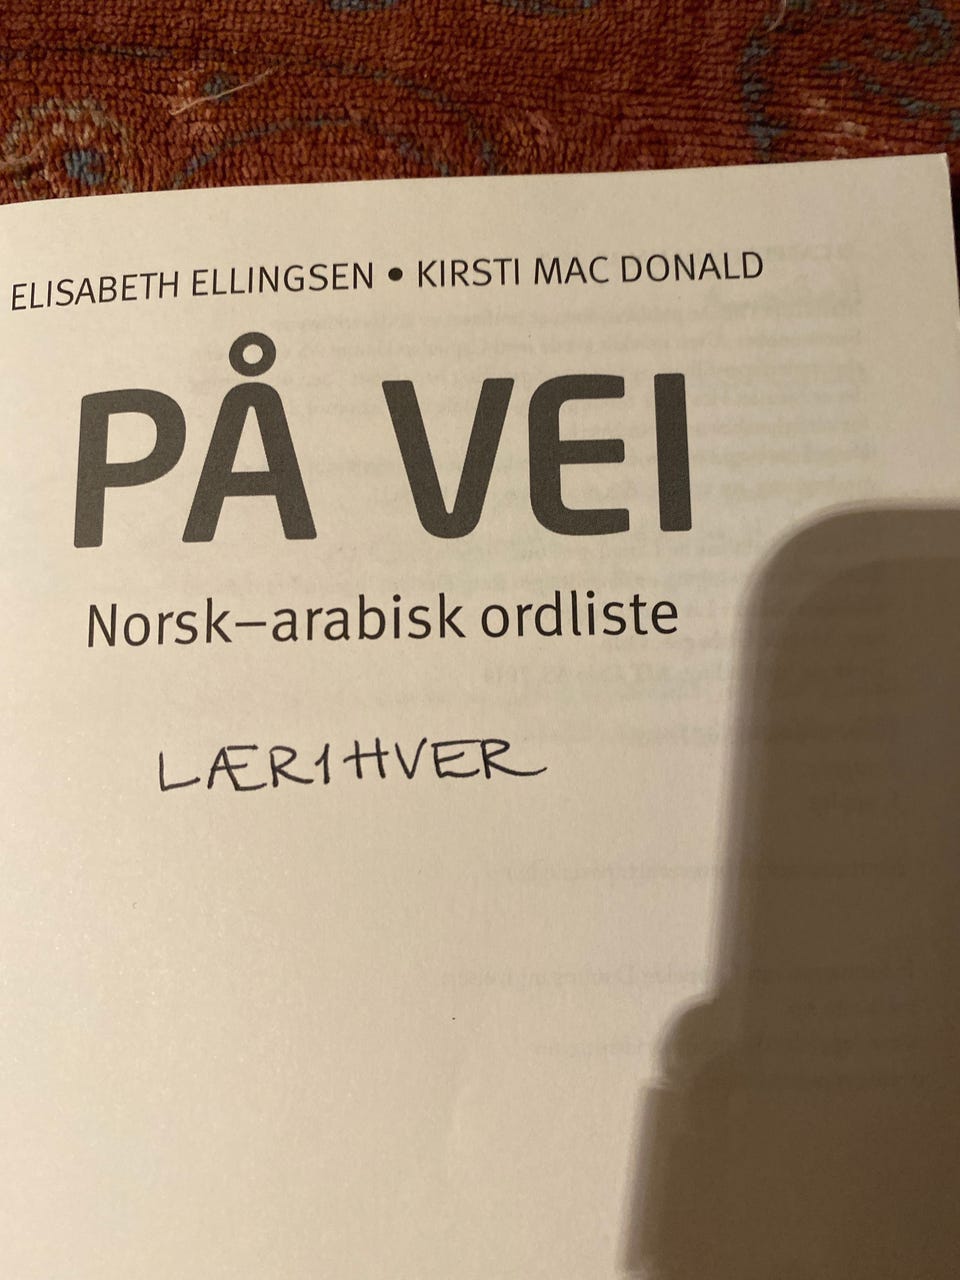 ELISABETH ELLINGSEN • KIRSTI MAC DONALD
PÅ VEI
Norsk–arabisk ordliste
LÆR1HVER